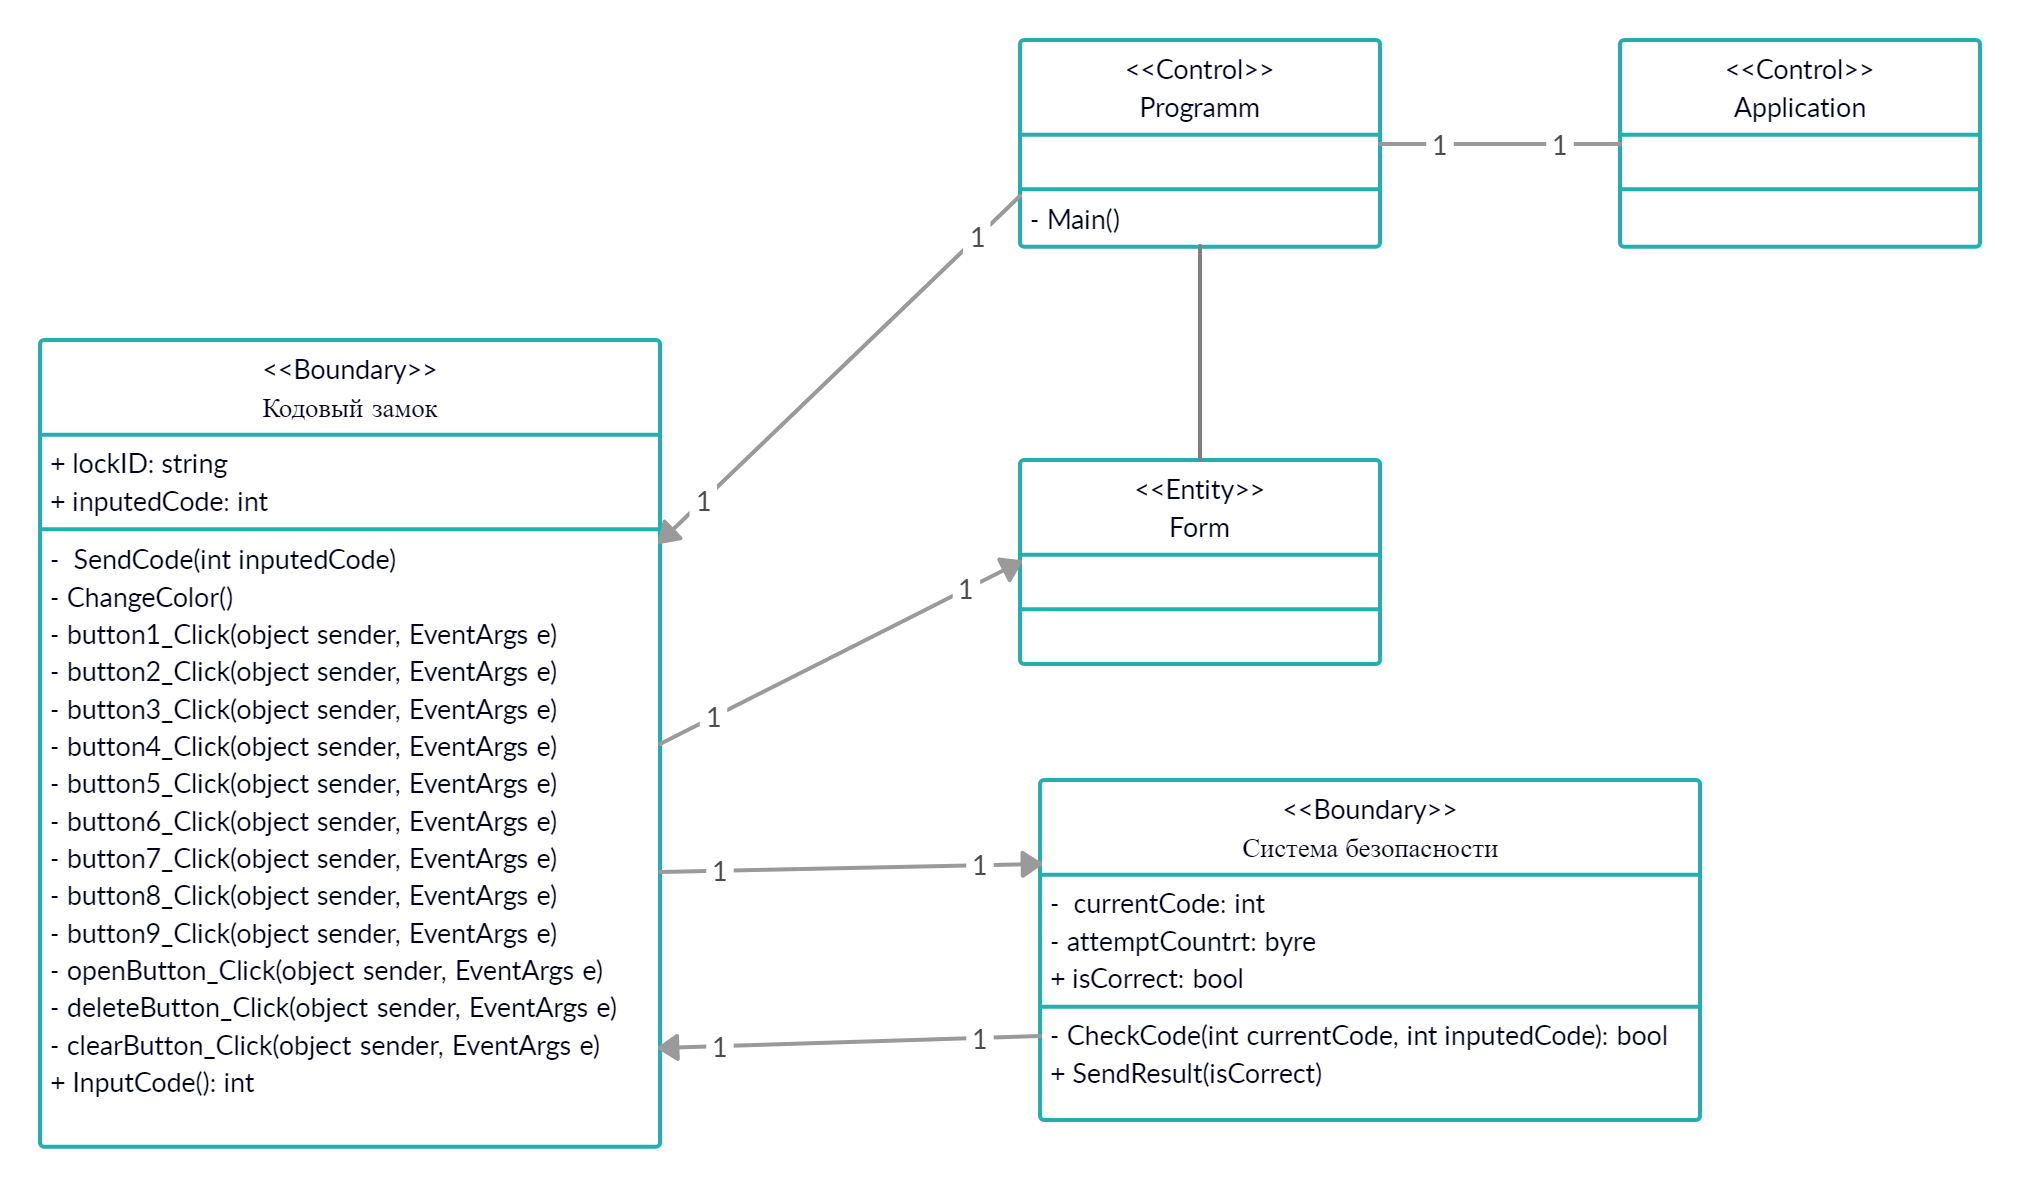 <<Control>>
Programm
- Main()
<<Control>>
Application
1
1
1
1
<<Boundary>>
Кодовый замок
+ lockID: string
+ inputedCode: int
-  SendCode(int inputedCode)
- ChangeColor()
- button1_Click(object sender, EventArgs e)
- button2_Click(object sender, EventArgs e)
- button3_Click(object sender, EventArgs e)
- button4_Click(object sender, EventArgs e)
- button5_Click(object sender, EventArgs e)
- button6_Click(object sender, EventArgs e)
- button7_Click(object sender, EventArgs e)
- button8_Click(object sender, EventArgs e)
- button9_Click(object sender, EventArgs e)
- openButton_Click(object sender, EventArgs e)
- deleteButton_Click(object sender, EventArgs e)
- clearButton_Click(object sender, EventArgs e)
+ InputCode(): int
<<Entity>>
Form
1
1
1
1
1
1
<<Boundary>>
Система безопасности
-  currentCode: int
- attemptCountrt: byre
+ isCorrect: bool
- CheckCode(int currentCode, int inputedCode): bool
+ SendResult(isCorrect)